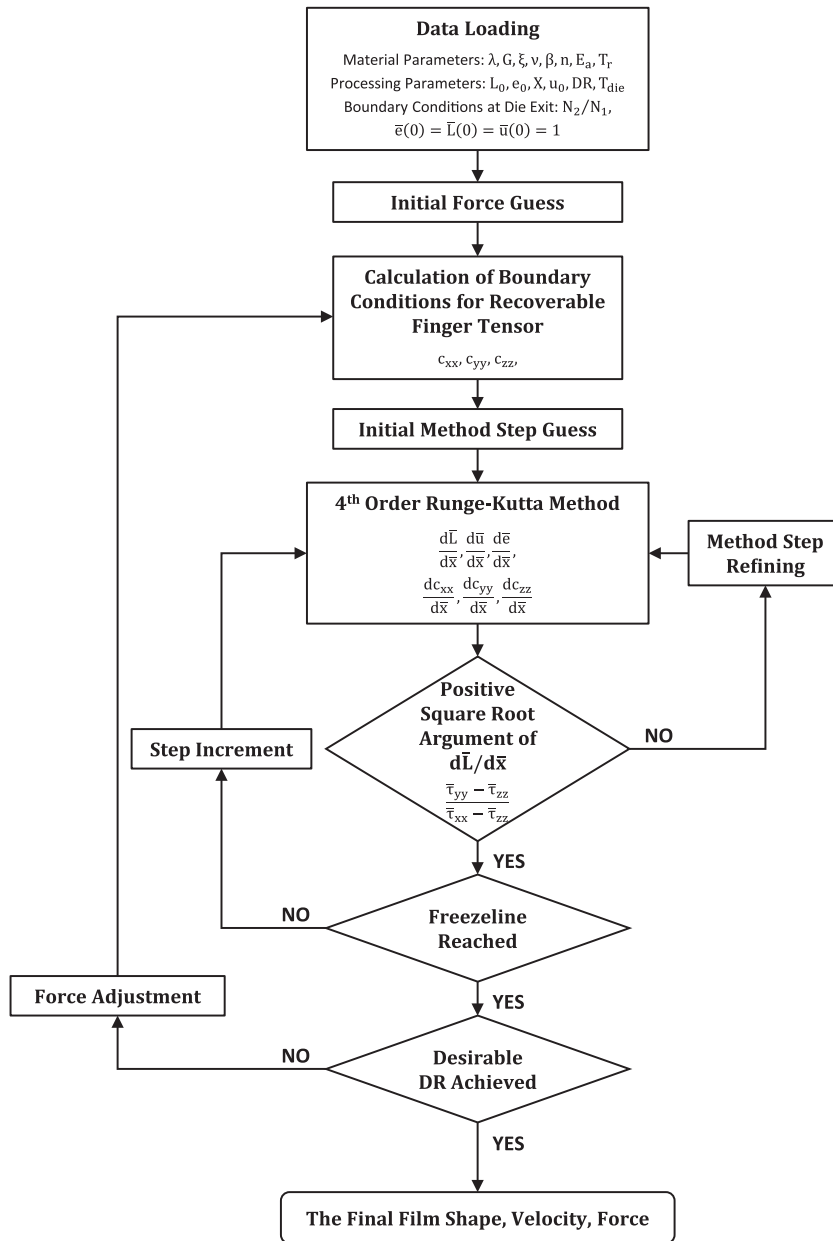 Data Loading
Material Parameters: λ, G, ξ, ν, β, n, Eₐ, Tᵣ
Processing Parameters: L₀, e₀, X, u₀, DR, T_die
Boundary Conditions at Die Exit: N₂/N₁,
e̅(0) = L̅(0) = u̅(0) = 1
Initial Force Guess
Calculation of Boundary
Conditions for Recoverable
Finger Tensor
c_xx, c_yy, c_zz,
Initial Method Step Guess
4th Order Runge-Kutta Method
dL̅/dx̅, du̅/dx̅, de̅/dx̅,
dc_xx/dx̅, dc_yy/dx̅, dc_zz/dx̅
Method Step
Refining
Positive
Square Root
Argument of
dL̅/dx̅
τ̅_yy − τ̅_zz
τ̅_xx − τ̅_zz
NO
Step Increment
YES
Freezeline
Reached
NO
YES
Force Adjustment
Desirable
DR Achieved
NO
YES
The Final Film Shape, Velocity, Force